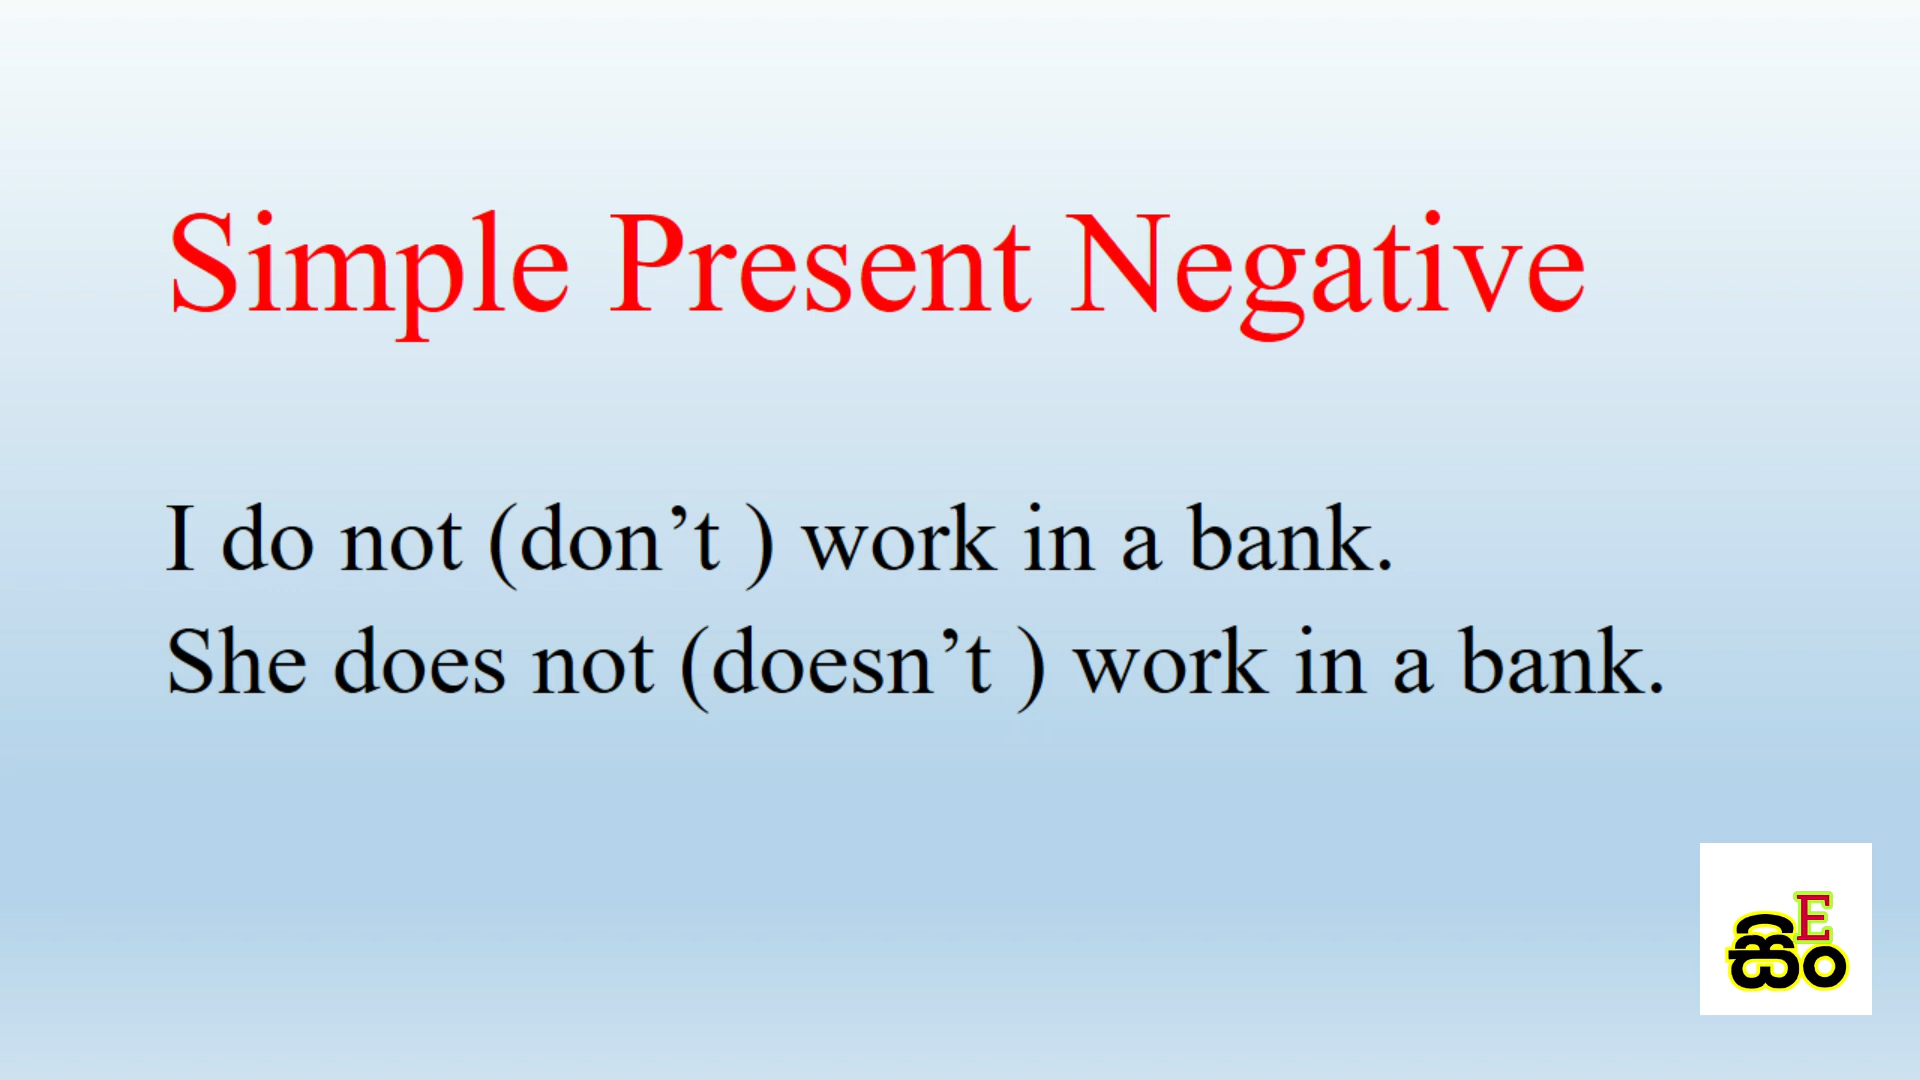 Simple Present Negative
I do not (don’t ) work in a bank.
She does not (doesn’t ) work in a bank.
E
සිං